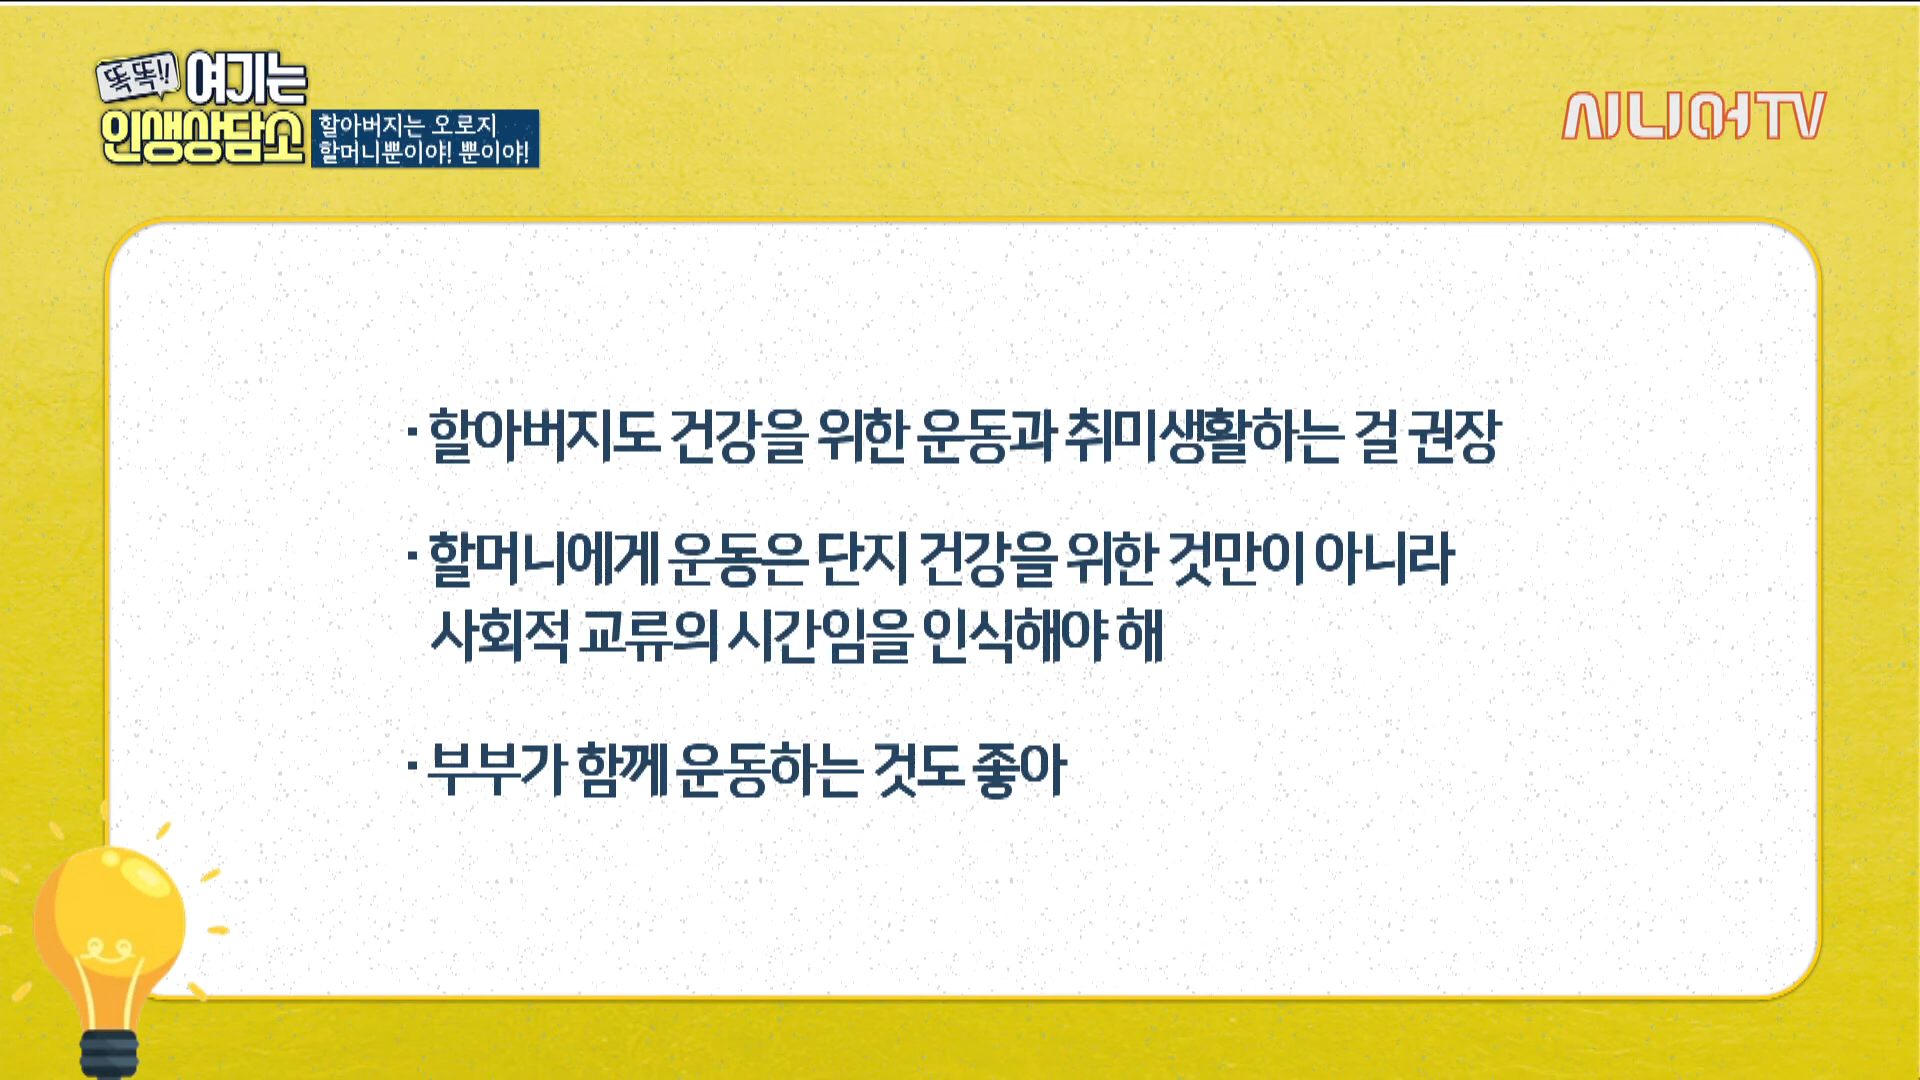 똑똑!! 여기는
인생상담소
할아버지는 오로지
할머니뿐이야! 뿐이야!
시니어TV
· 할아버지도 건강을 위한 운동과 취미생활하는 걸 권장
· 할머니에게 운동은 단지 건강을 위한 것만이 아니라
사회적 교류의 시간임을 인식해야 해
· 부부가 함께 운동하는 것도 좋아